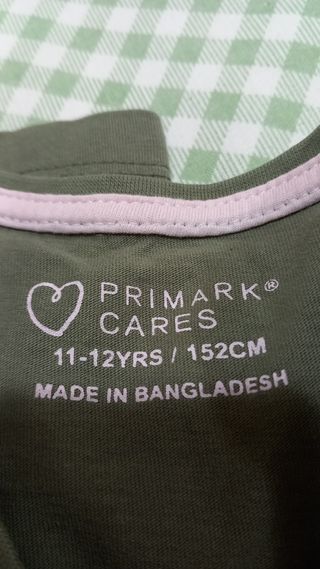 PRIMARK®
CARES
11-12YRS / 152CM
MADE IN BANGLADESH